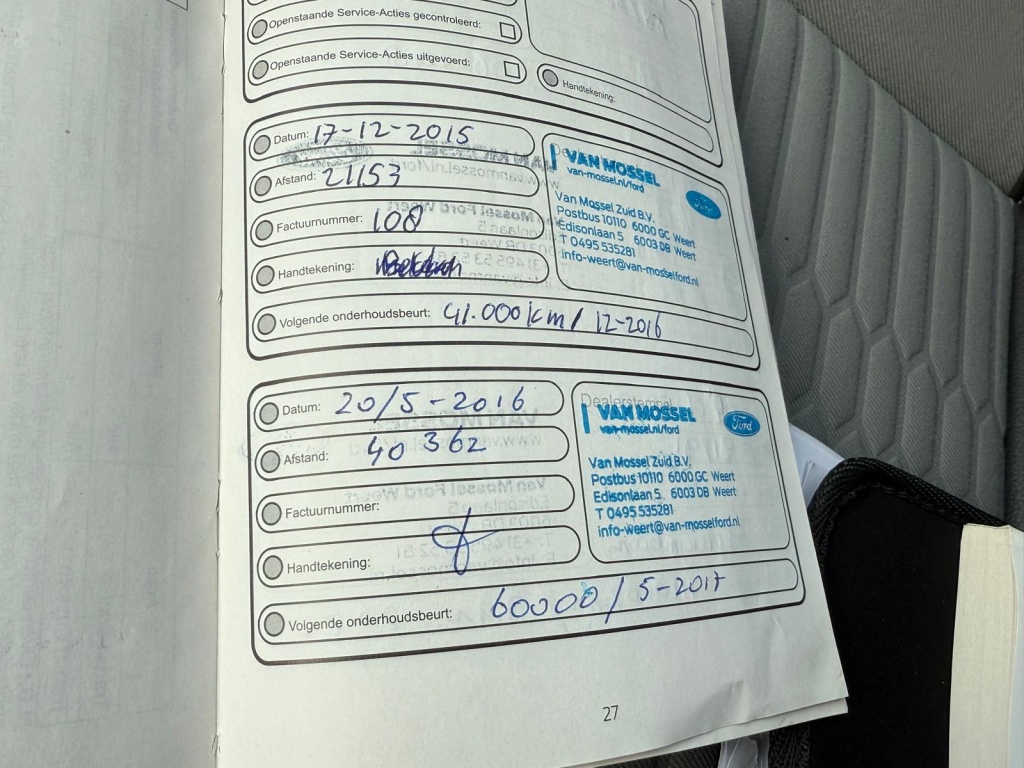 Openstaande Service-Acties gecontroleerd:
Openstaande Service-Acties uitgevoerd:
Handtekening:
Datum: 17-12-2015
Afstand: 21153
Factuurnummer: 108
Handtekening:
Volgende onderhoudsbeurt: 41.000 km / 12-2016
VAN MOSSEL
van-mossel.nl/ford
Ford
Van Mossel Zuid B.V.
Postbus 10110 6000 GC Weert
Edisonlaan 5 6003 DB Weert
T 0495 535281
info-weert@van-mosselford.nl
Datum: 20/5-2016
Afstand: 40 362
Factuurnummer:
Handtekening:
Volgende onderhoudsbeurt: 60000 / 5-2017
Dealerstempel
VAN MOSSEL
van-mossel.nl/ford
Ford
Van Mossel Zuid B.V.
Postbus 10110 6000 GC Weert
Edisonlaan 5 6003 DB Weert
T 0495 535281
info-weert@van-mosselford.nl
27